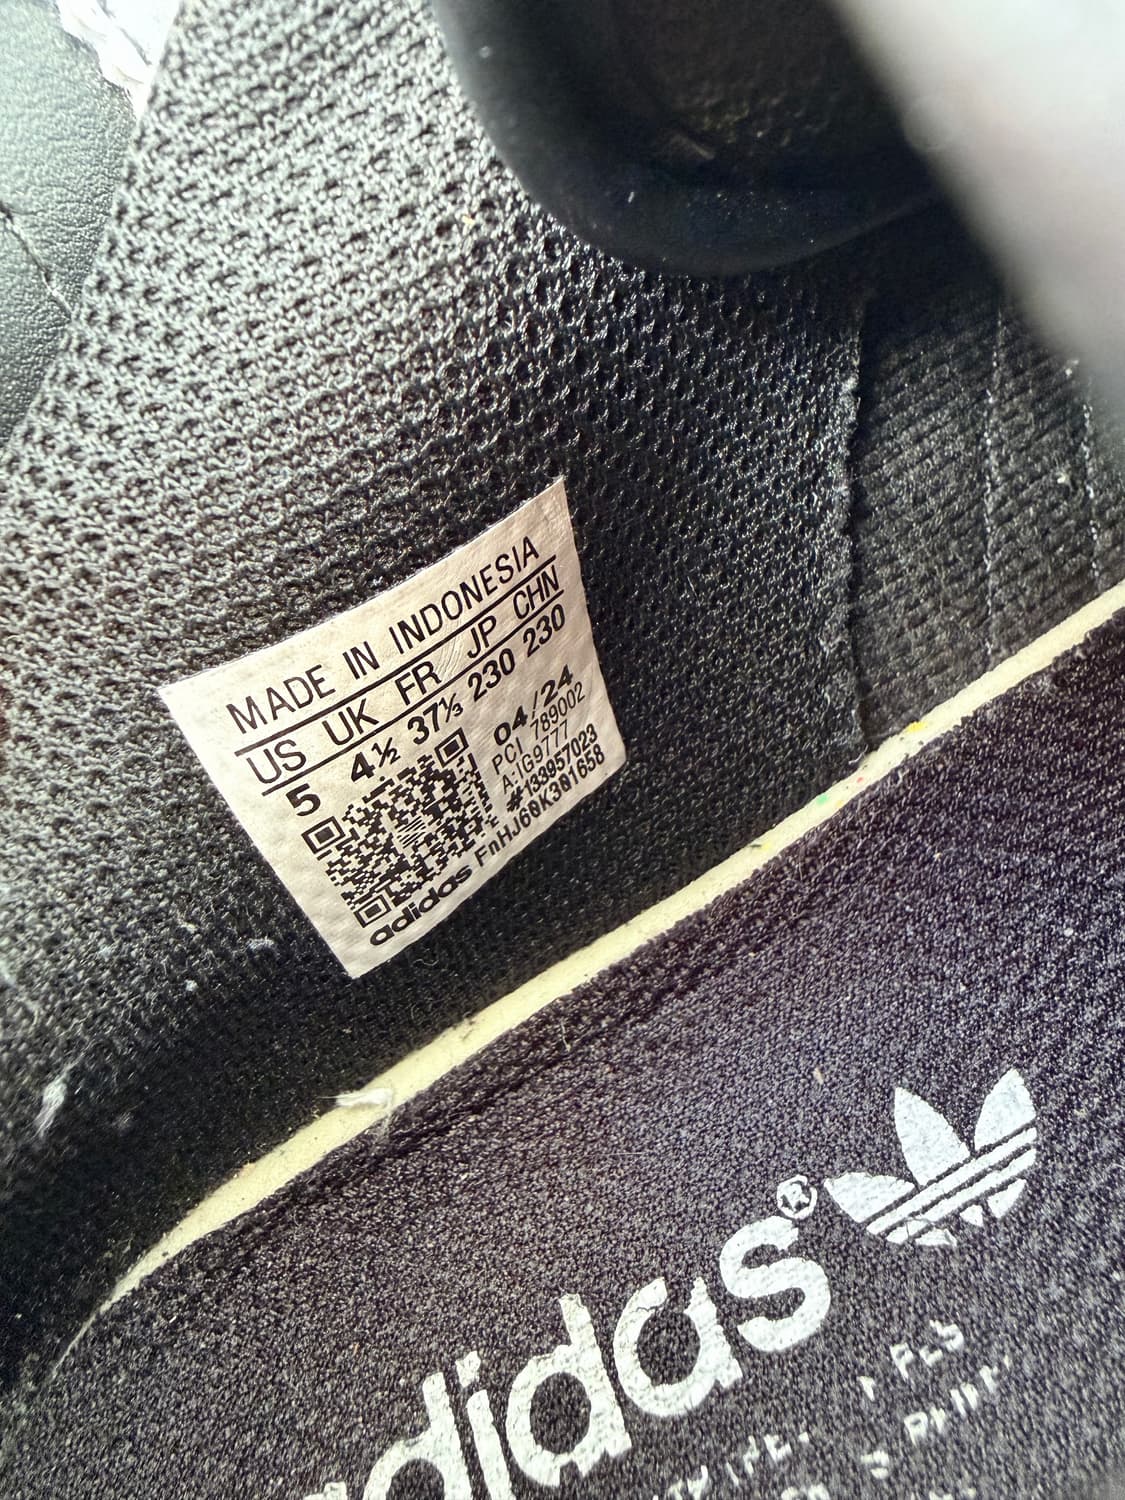 MADE IN INDONESIA
US UK FR JP CHN
5 4½ 37⅓ 230 230
04/24
PCI 789002
A:IG9777
#133957023
adidas FnHJ60K301658
adidas®